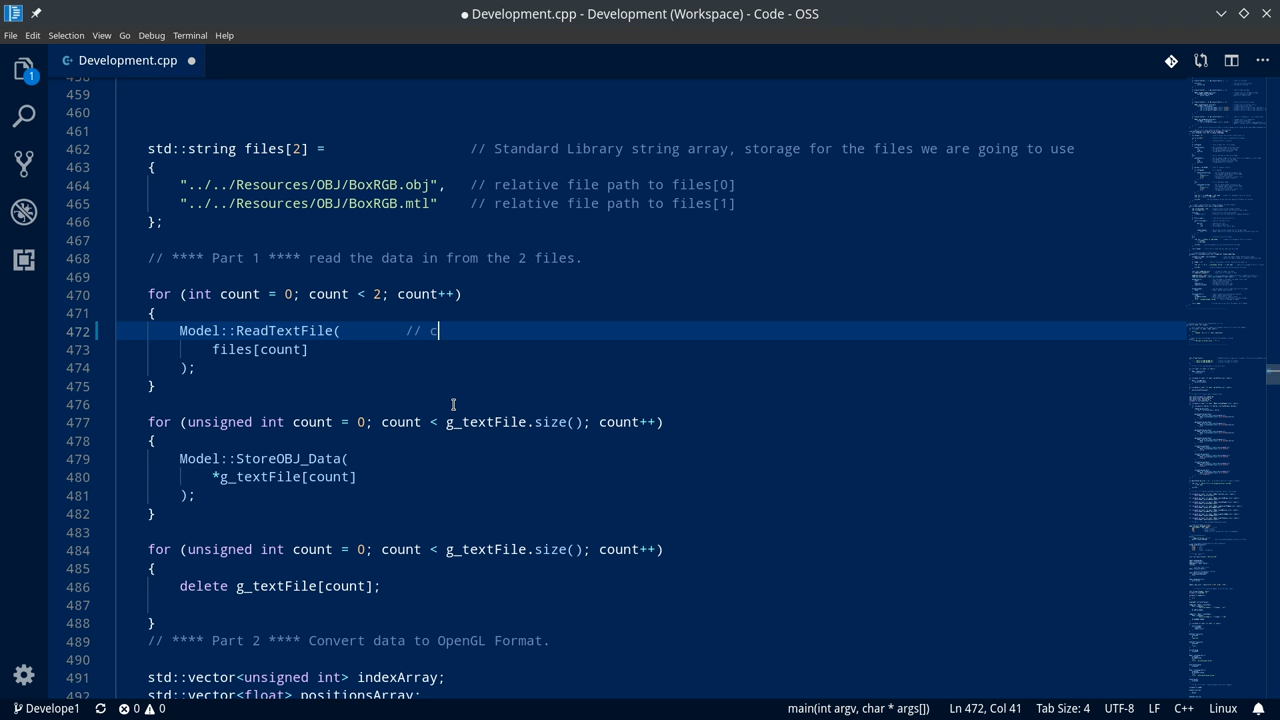 Development.cpp - Development (Workspace) - Code - OSS
File Edit Selection View Go Debug Terminal Help
Development.cpp
1
459
460
461
462 std::string files[2] = // Standard Literal string array of size 2 for the files we are going to use
463 {
464 "../../Resources/OBJ/BoxRGB.obj", // relative file path to files[0]
465 "../../Resources/OBJ/BoxRGB.mtl" // relative file path to files[1]
466 };
467
468 // **** Part 1 **** read the data in from the files.
469
470 for (int count = 0; count < 2; count++)
471 {
472 Model::ReadTextFile( // c
473 files[count]
474 );
475 }
476
477 for (unsigned int count = 0; count < g_textFile.size(); count++)
478 {
479 Model::StoreOBJ_Data(
480 *g_textFile[count]
481 );
482 }
483
484 for (unsigned int count = 0; count < g_textFile.size(); count++)
485 {
486 delete g_textFile[count];
487 }
488
489 // **** Part 2 **** Convert data to OpenGL format.
490
491 std::vector<unsigned int> indexArray;
492 std::vector<float> positionsArray;
Develop 0 0 main(int argv, char * args[]) Ln 472, Col 41 Tab Size: 4 UTF-8 LF C++ Linux